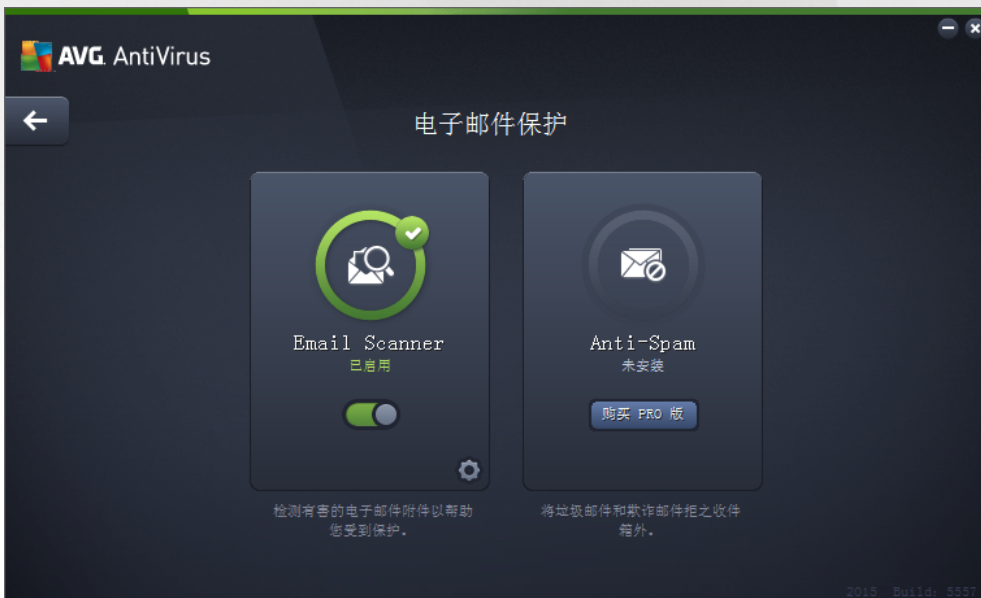 AVG. AntiVirus
电子邮件保护
Email Scanner
已启用
检测有害的电子邮件附件以帮助
您受到保护。
Anti-Spam
未安装
购买 PRO 版
将垃圾邮件和欺诈邮件拒之收件
箱外。
2015 Build: 5557